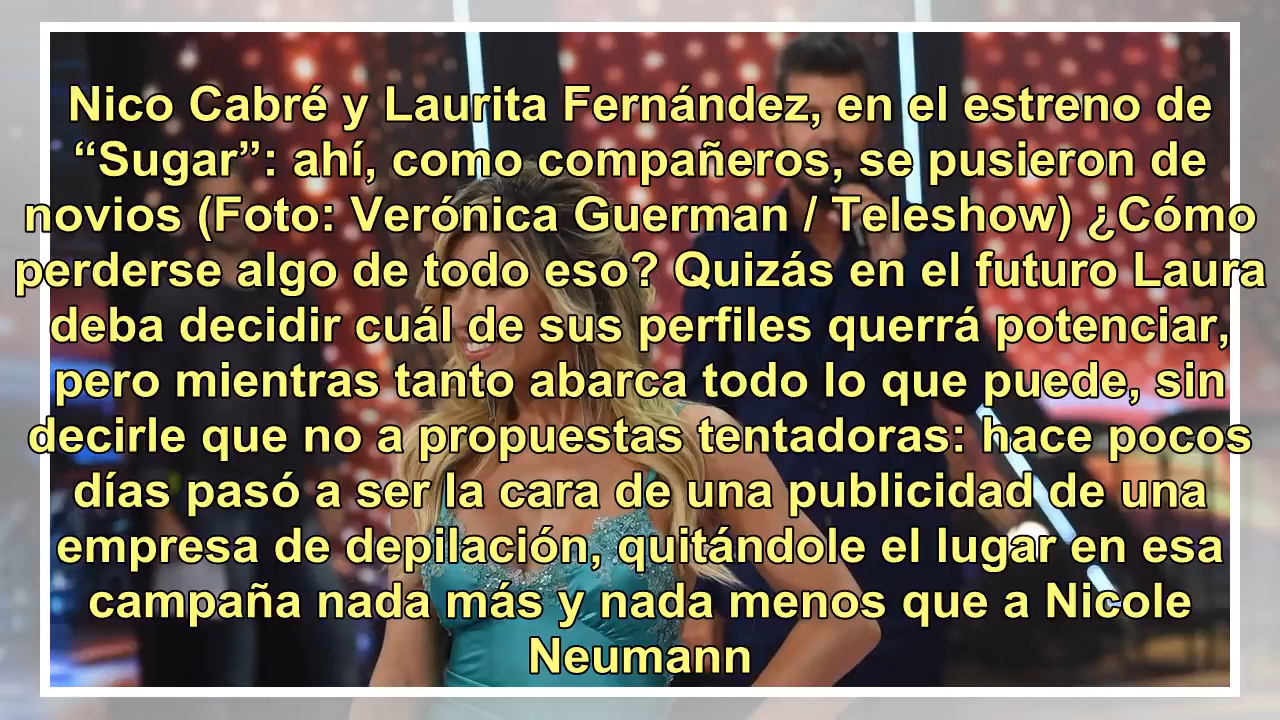 Nico Cabré y Laurita Fernández, en el estreno de
“Sugar”: ahí, como compañeros, se pusieron de
novios (Foto: Verónica Guerman / Teleshow) ¿Cómo
perderse algo de todo eso? Quizás en el futuro Laura
deba decidir cuál de sus perfiles querrá potenciar,
pero mientras tanto abarca todo lo que puede, sin
decirle que no a propuestas tentadoras: hace pocos
días pasó a ser la cara de una publicidad de una
empresa de depilación, quitándole el lugar en esa
campaña nada más y nada menos que a Nicole
Neumann